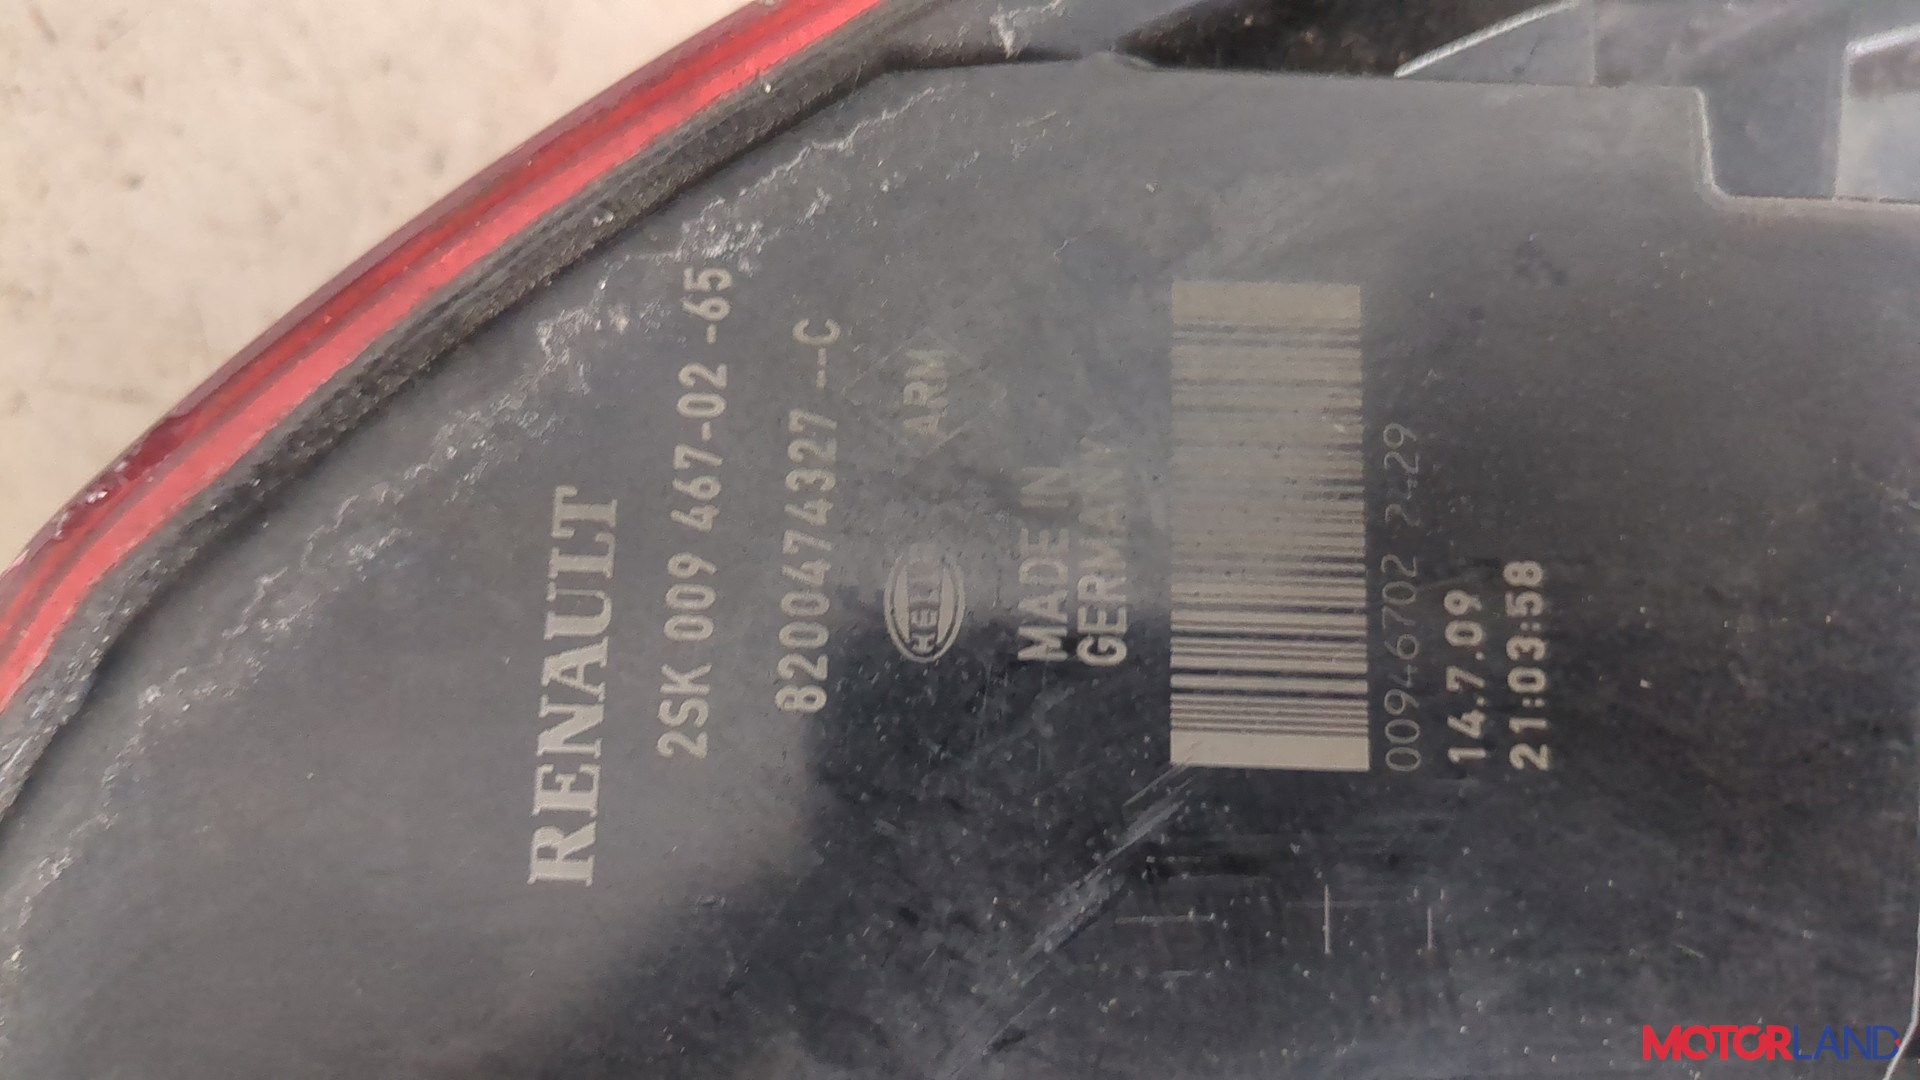 RENAULT
2SK 009 467-02 -65
8200474327 --C
HELLA
ARM
MADE IN
GERMANY
00946702 2429
14.7.09
21:03:58
MOTORLAND